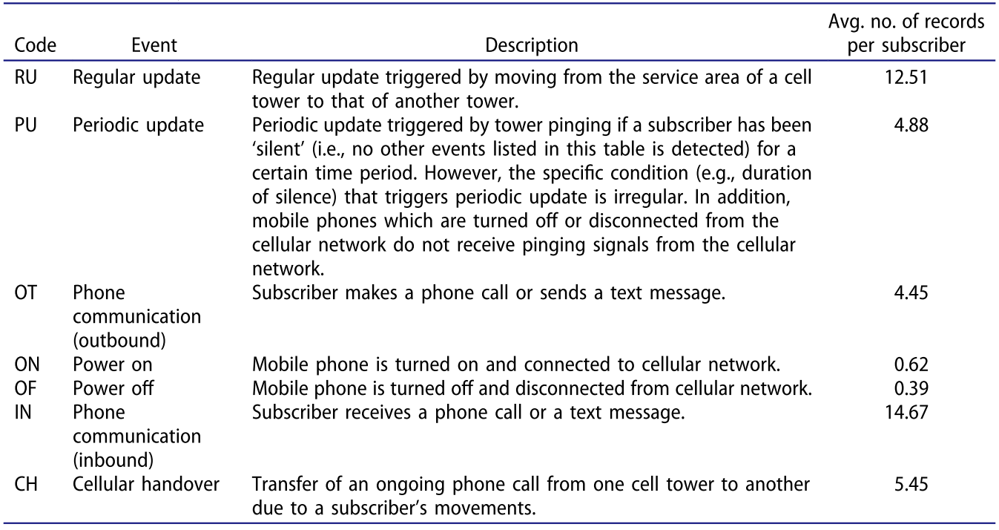 Avg. no. of records
Code Event Description per subscriber
RU Regular update Regular update triggered by moving from the service area of a cell 12.51
tower to that of another tower.
PU Periodic update Periodic update triggered by tower pinging if a subscriber has been 4.88
‘silent’ (i.e., no other events listed in this table is detected) for a
certain time period. However, the specific condition (e.g., duration
of silence) that triggers periodic update is irregular. In addition,
mobile phones which are turned off or disconnected from the
cellular network do not receive pinging signals from the cellular
network.
OT Phone Subscriber makes a phone call or sends a text message. 4.45
communication
(outbound)
ON Power on Mobile phone is turned on and connected to cellular network. 0.62
OF Power off Mobile phone is turned off and disconnected from cellular network. 0.39
IN Phone Subscriber receives a phone call or a text message. 14.67
communication
(inbound)
CH Cellular handover Transfer of an ongoing phone call from one cell tower to another 5.45
due to a subscriber’s movements.